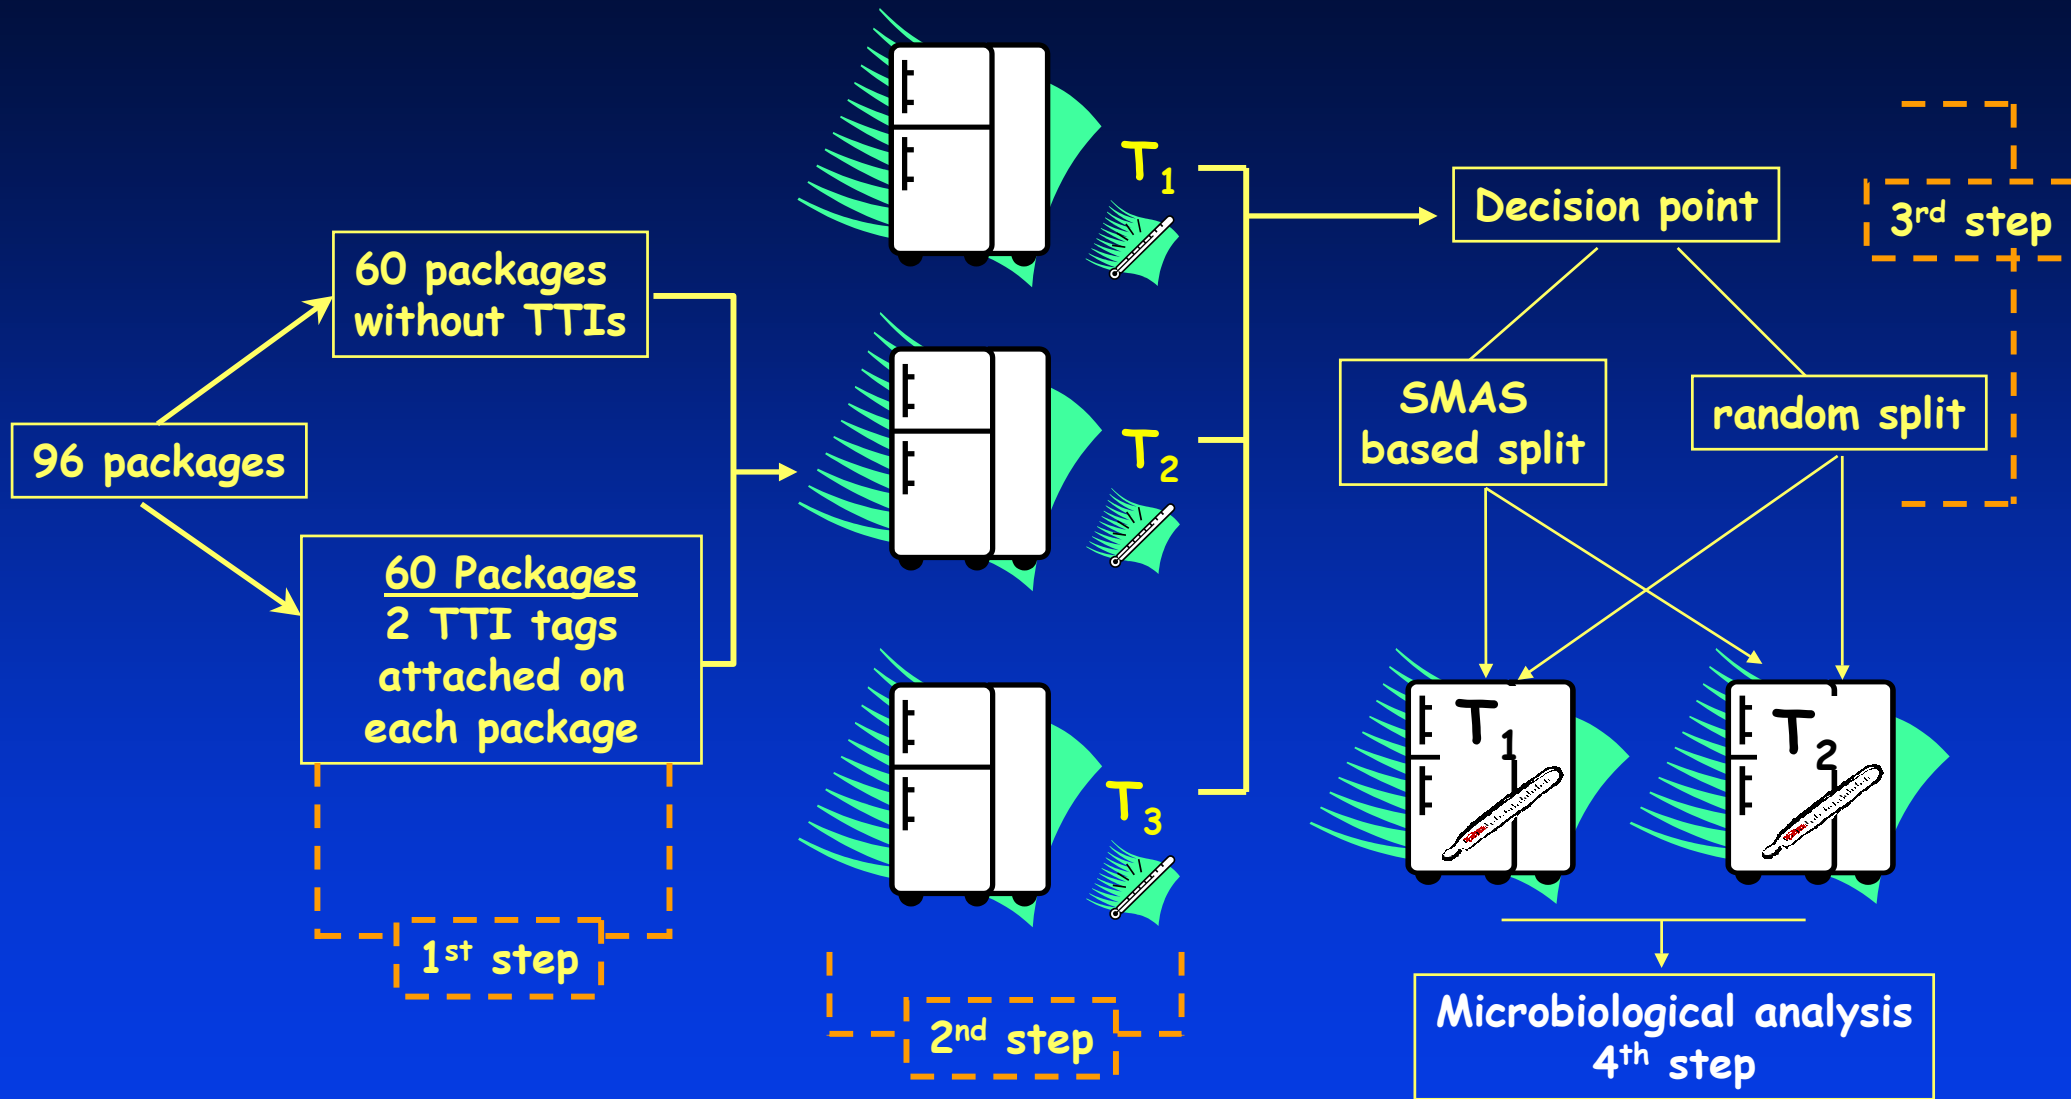 96 packages
60 packages
without TTIs
60 Packages
2 TTI tags
attached on
each package
1st step
T1
T2
T3
2nd step
Decision point
SMAS
based split
random split
3rd step
T1
T2
Microbiological analysis
4th step